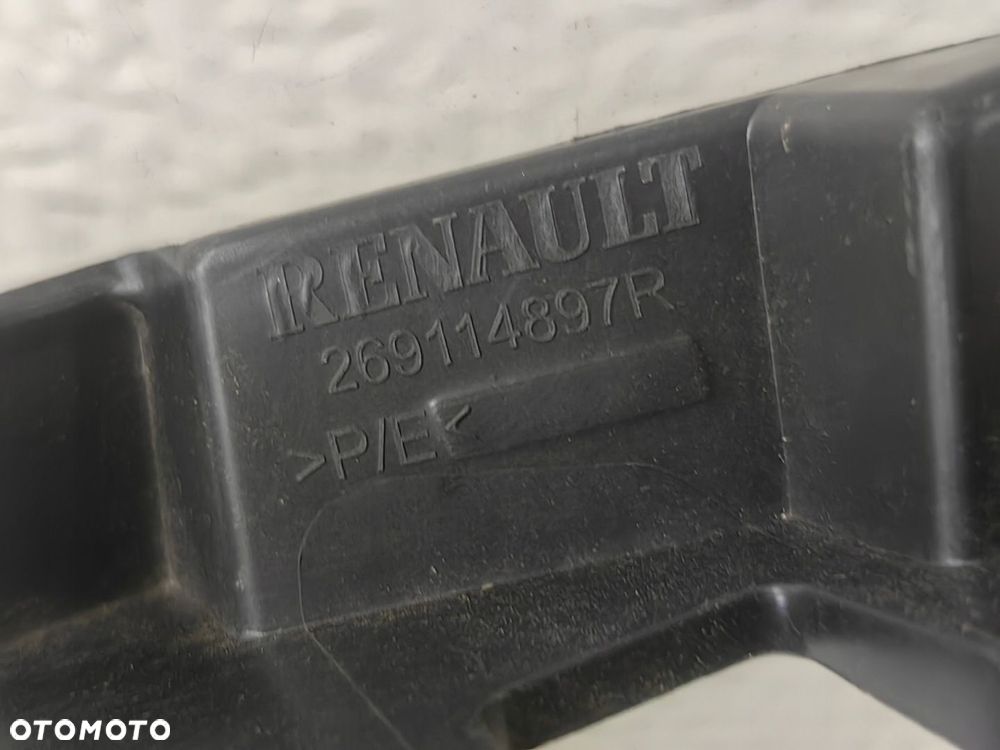 RENAULT
269114897R
>P/E<
OTOMOTO